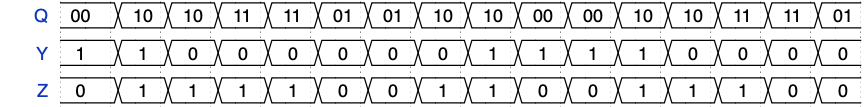 Q 00 10 10 11 11 01 01 10 10 00 00 10 10 11 11 01
Y 1 1 0 0 0 0 0 0 1 1 1 1 0 0 0 0
Z 0 1 1 1 1 0 0 1 1 0 0 1 1 1 0 0